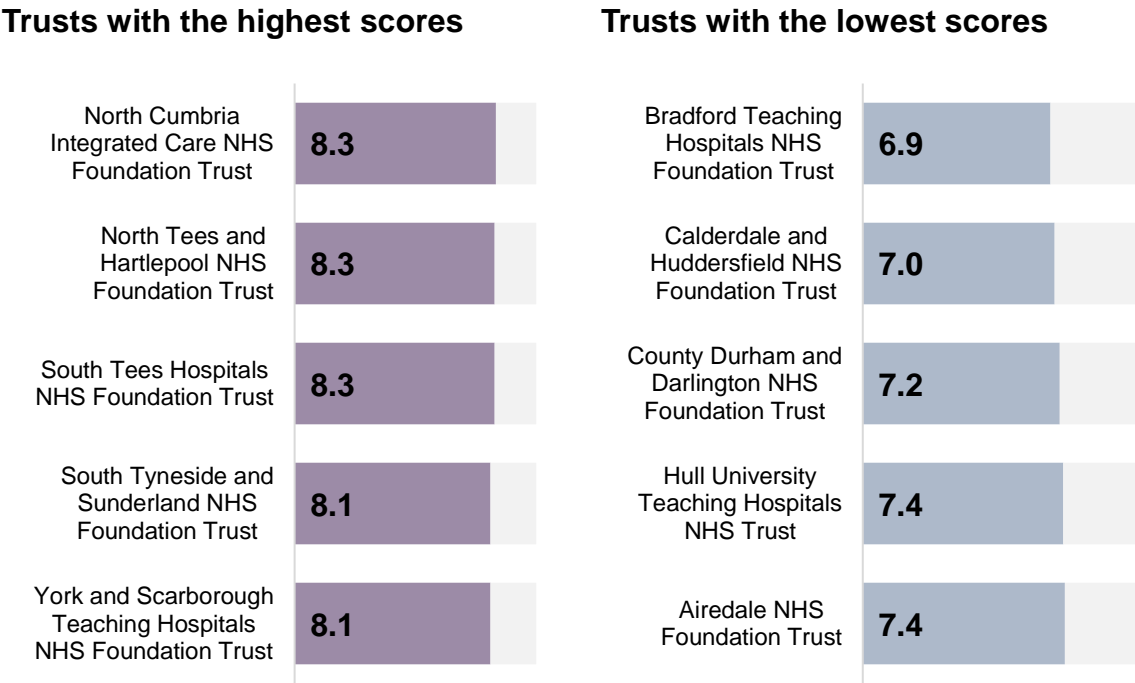 Trusts with the highest scores
North Cumbria
Integrated Care NHS
Foundation Trust
8.3
North Tees and
Hartlepool NHS
Foundation Trust
8.3
South Tees Hospitals
NHS Foundation Trust
8.3
South Tyneside and
Sunderland NHS
Foundation Trust
8.1
York and Scarborough
Teaching Hospitals
NHS Foundation Trust
8.1
Trusts with the lowest scores
Bradford Teaching
Hospitals NHS
Foundation Trust
6.9
Calderdale and
Huddersfield NHS
Foundation Trust
7.0
County Durham and
Darlington NHS
Foundation Trust
7.2
Hull University
Teaching Hospitals
NHS Trust
7.4
Airedale NHS
Foundation Trust
7.4